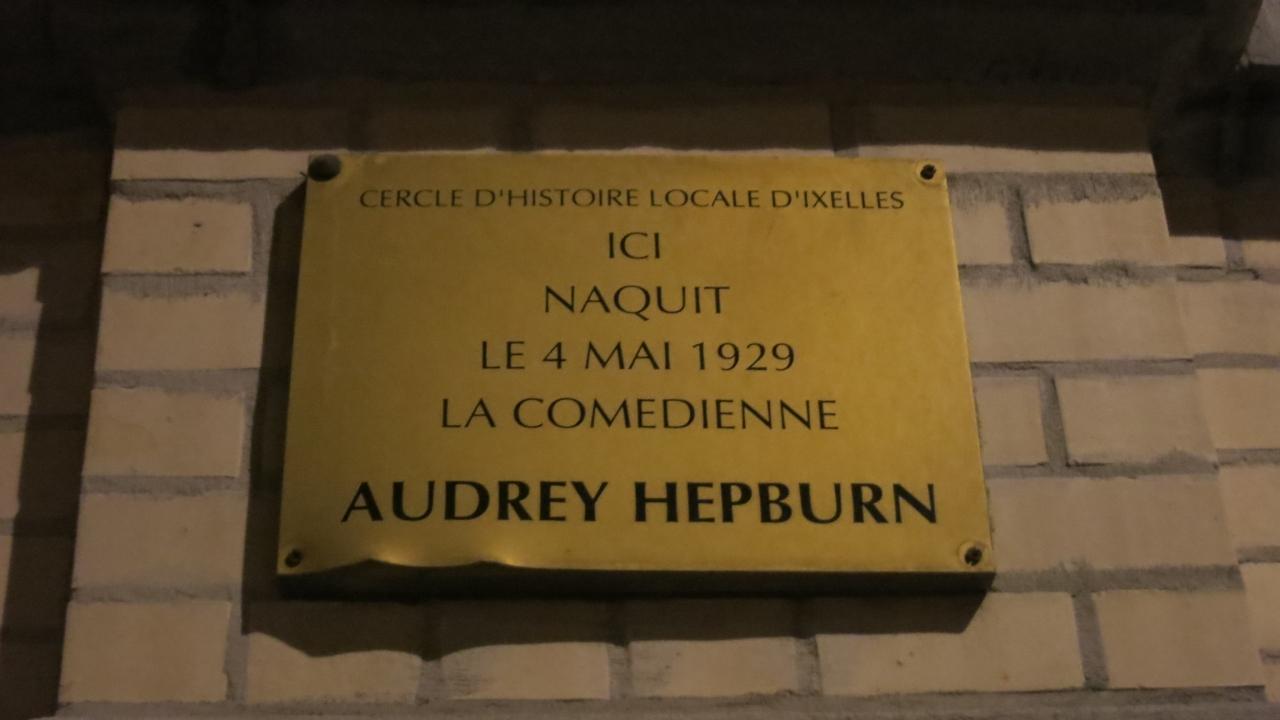 CERCLE D'HISTOIRE LOCALE D'IXELLES
ICI
NAQUIT
LE 4 MAI 1929
LA COMEDIENNE
AUDREY HEPBURN